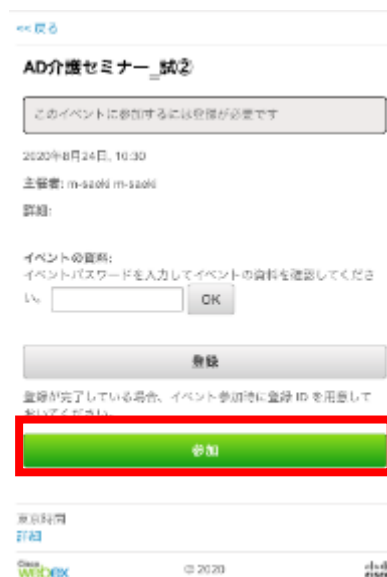 << 戻る
AD介護セミナー_試②
このイベントに参加するには登録が必要です
2020年8月24日, 10:30
主催者: m-saeki m-saeki
詳細:
イベントの資料:
イベントパスワードを入力してイベントの資料を確認してくださ
い。 OK
登録
登録が完了している場合、イベント参加時に登録 ID を用意して
おいてください。
参加
東京時間
詳細
Cisco
webex © 2020